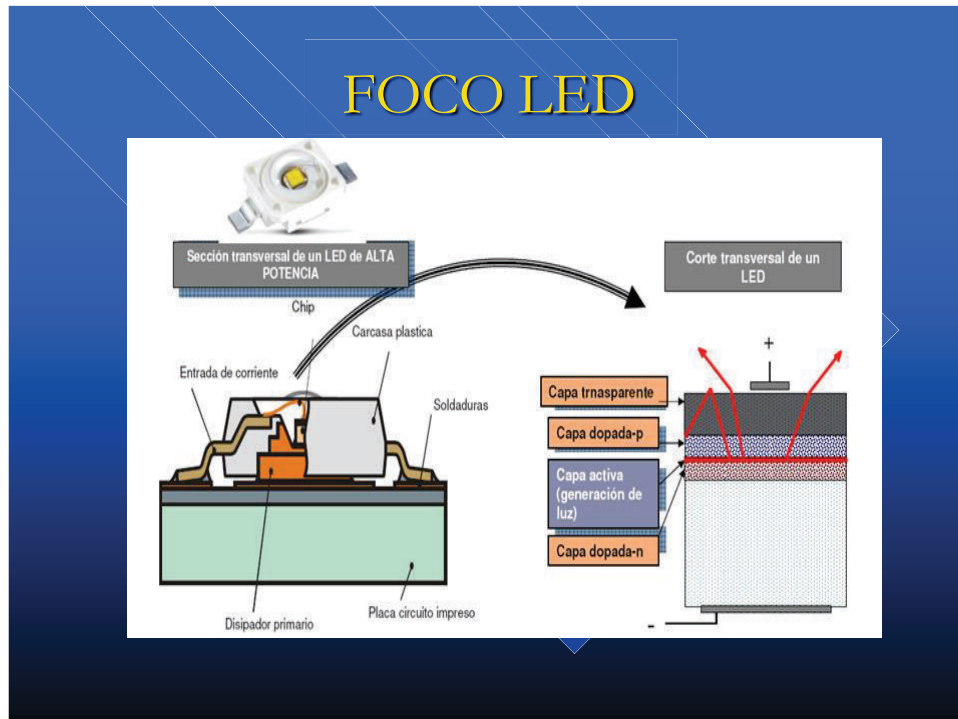 FOCO LED
Sección transversal de un LED de ALTA
POTENCIA
Corte transversal de un
LED
Chip
Carcasa plastica
Entrada de corriente
Soldaduras
Disipador primario
Placa circuito impreso
+
Capa trnasparente
Capa dopada-p
Capa activa
(generación de
luz)
Capa dopada-n
-